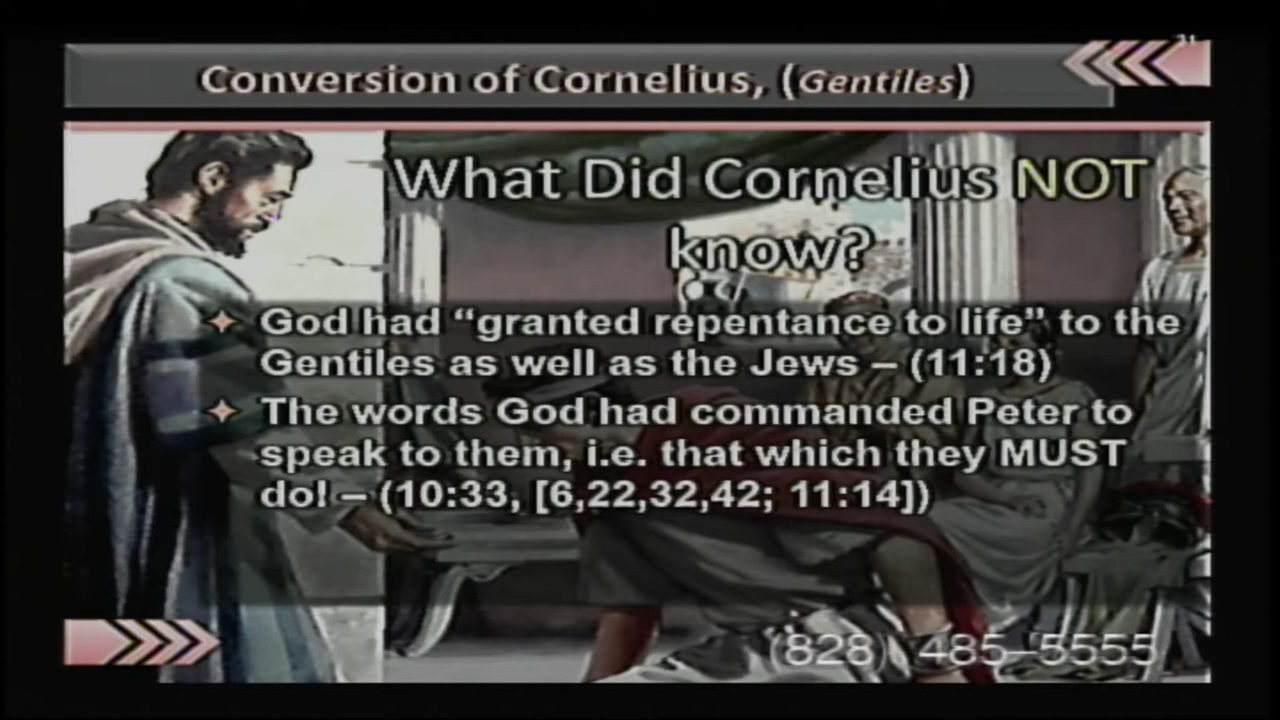 Conversion of Cornelius, (Gentiles)
What Did Cornelius NOT
know?
God had “granted repentance to life” to the
Gentiles as well as the Jews – (11:18)
The words God had commanded Peter to
speak to them, i.e. that which they MUST
do! – (10:33, [6,22,32,42; 11:14])
(828) 485–5555